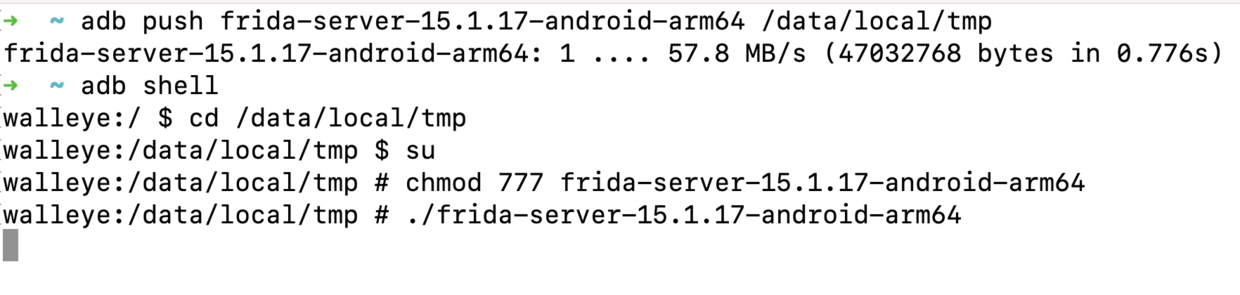 → ~ adb push frida-server-15.1.17-android-arm64 /data/local/tmp
frida-server-15.1.17-android-arm64: 1 .... 57.8 MB/s (47032768 bytes in 0.776s)
→ ~ adb shell
walleye:/ $ cd /data/local/tmp
walleye:/data/local/tmp $ su
walleye:/data/local/tmp # chmod 777 frida-server-15.1.17-android-arm64
walleye:/data/local/tmp # ./frida-server-15.1.17-android-arm64